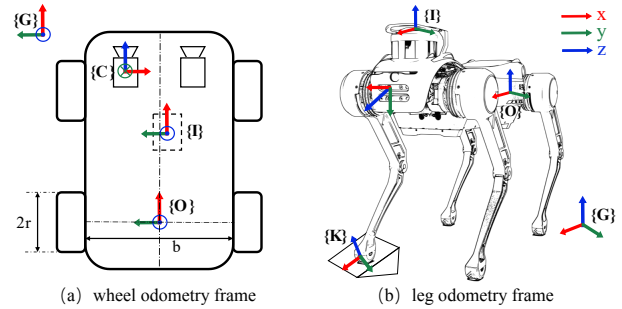 {G}
{C}
{I}
{O}
2r
b
(a) wheel odometry frame
{I}
x
y
z
C
{O}
{K}
{G}
(b) leg odometry frame